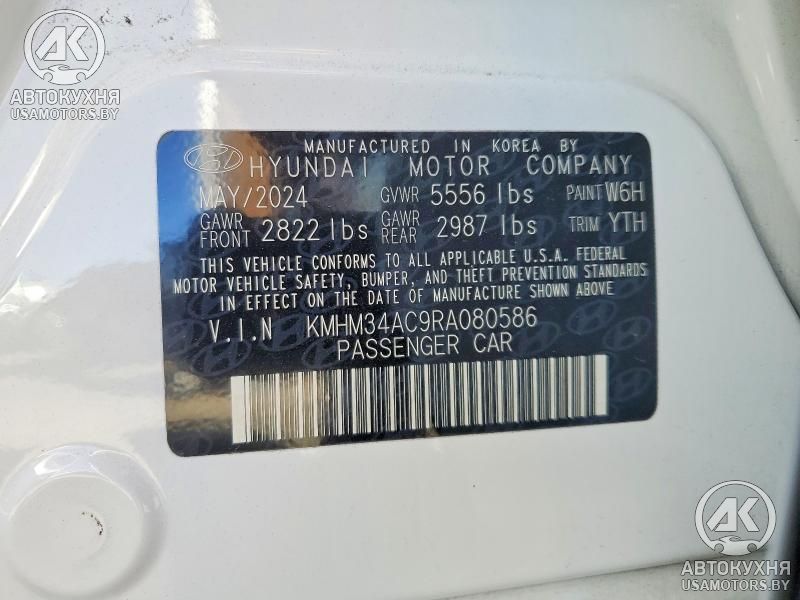 AK
АВТОКУХНЯ
USAMOTORS.BY
MANUFACTURED IN KOREA BY
HYUNDAI MOTOR COMPANY
MAY/2024 GVWR 5556 lbs PAINT W6H
GAWR FRONT 2822 lbs GAWR REAR 2987 lbs TRIM YTH
THIS VEHICLE CONFORMS TO ALL APPLICABLE U.S.A. FEDERAL
MOTOR VEHICLE SAFETY, BUMPER, AND THEFT PREVENTION STANDARDS
IN EFFECT ON THE DATE OF MANUFACTURE SHOWN ABOVE
V.I.N KMHM34AC9RA080586
PASSENGER CAR
AK
АВТОКУХНЯ
USAMOTORS.BY